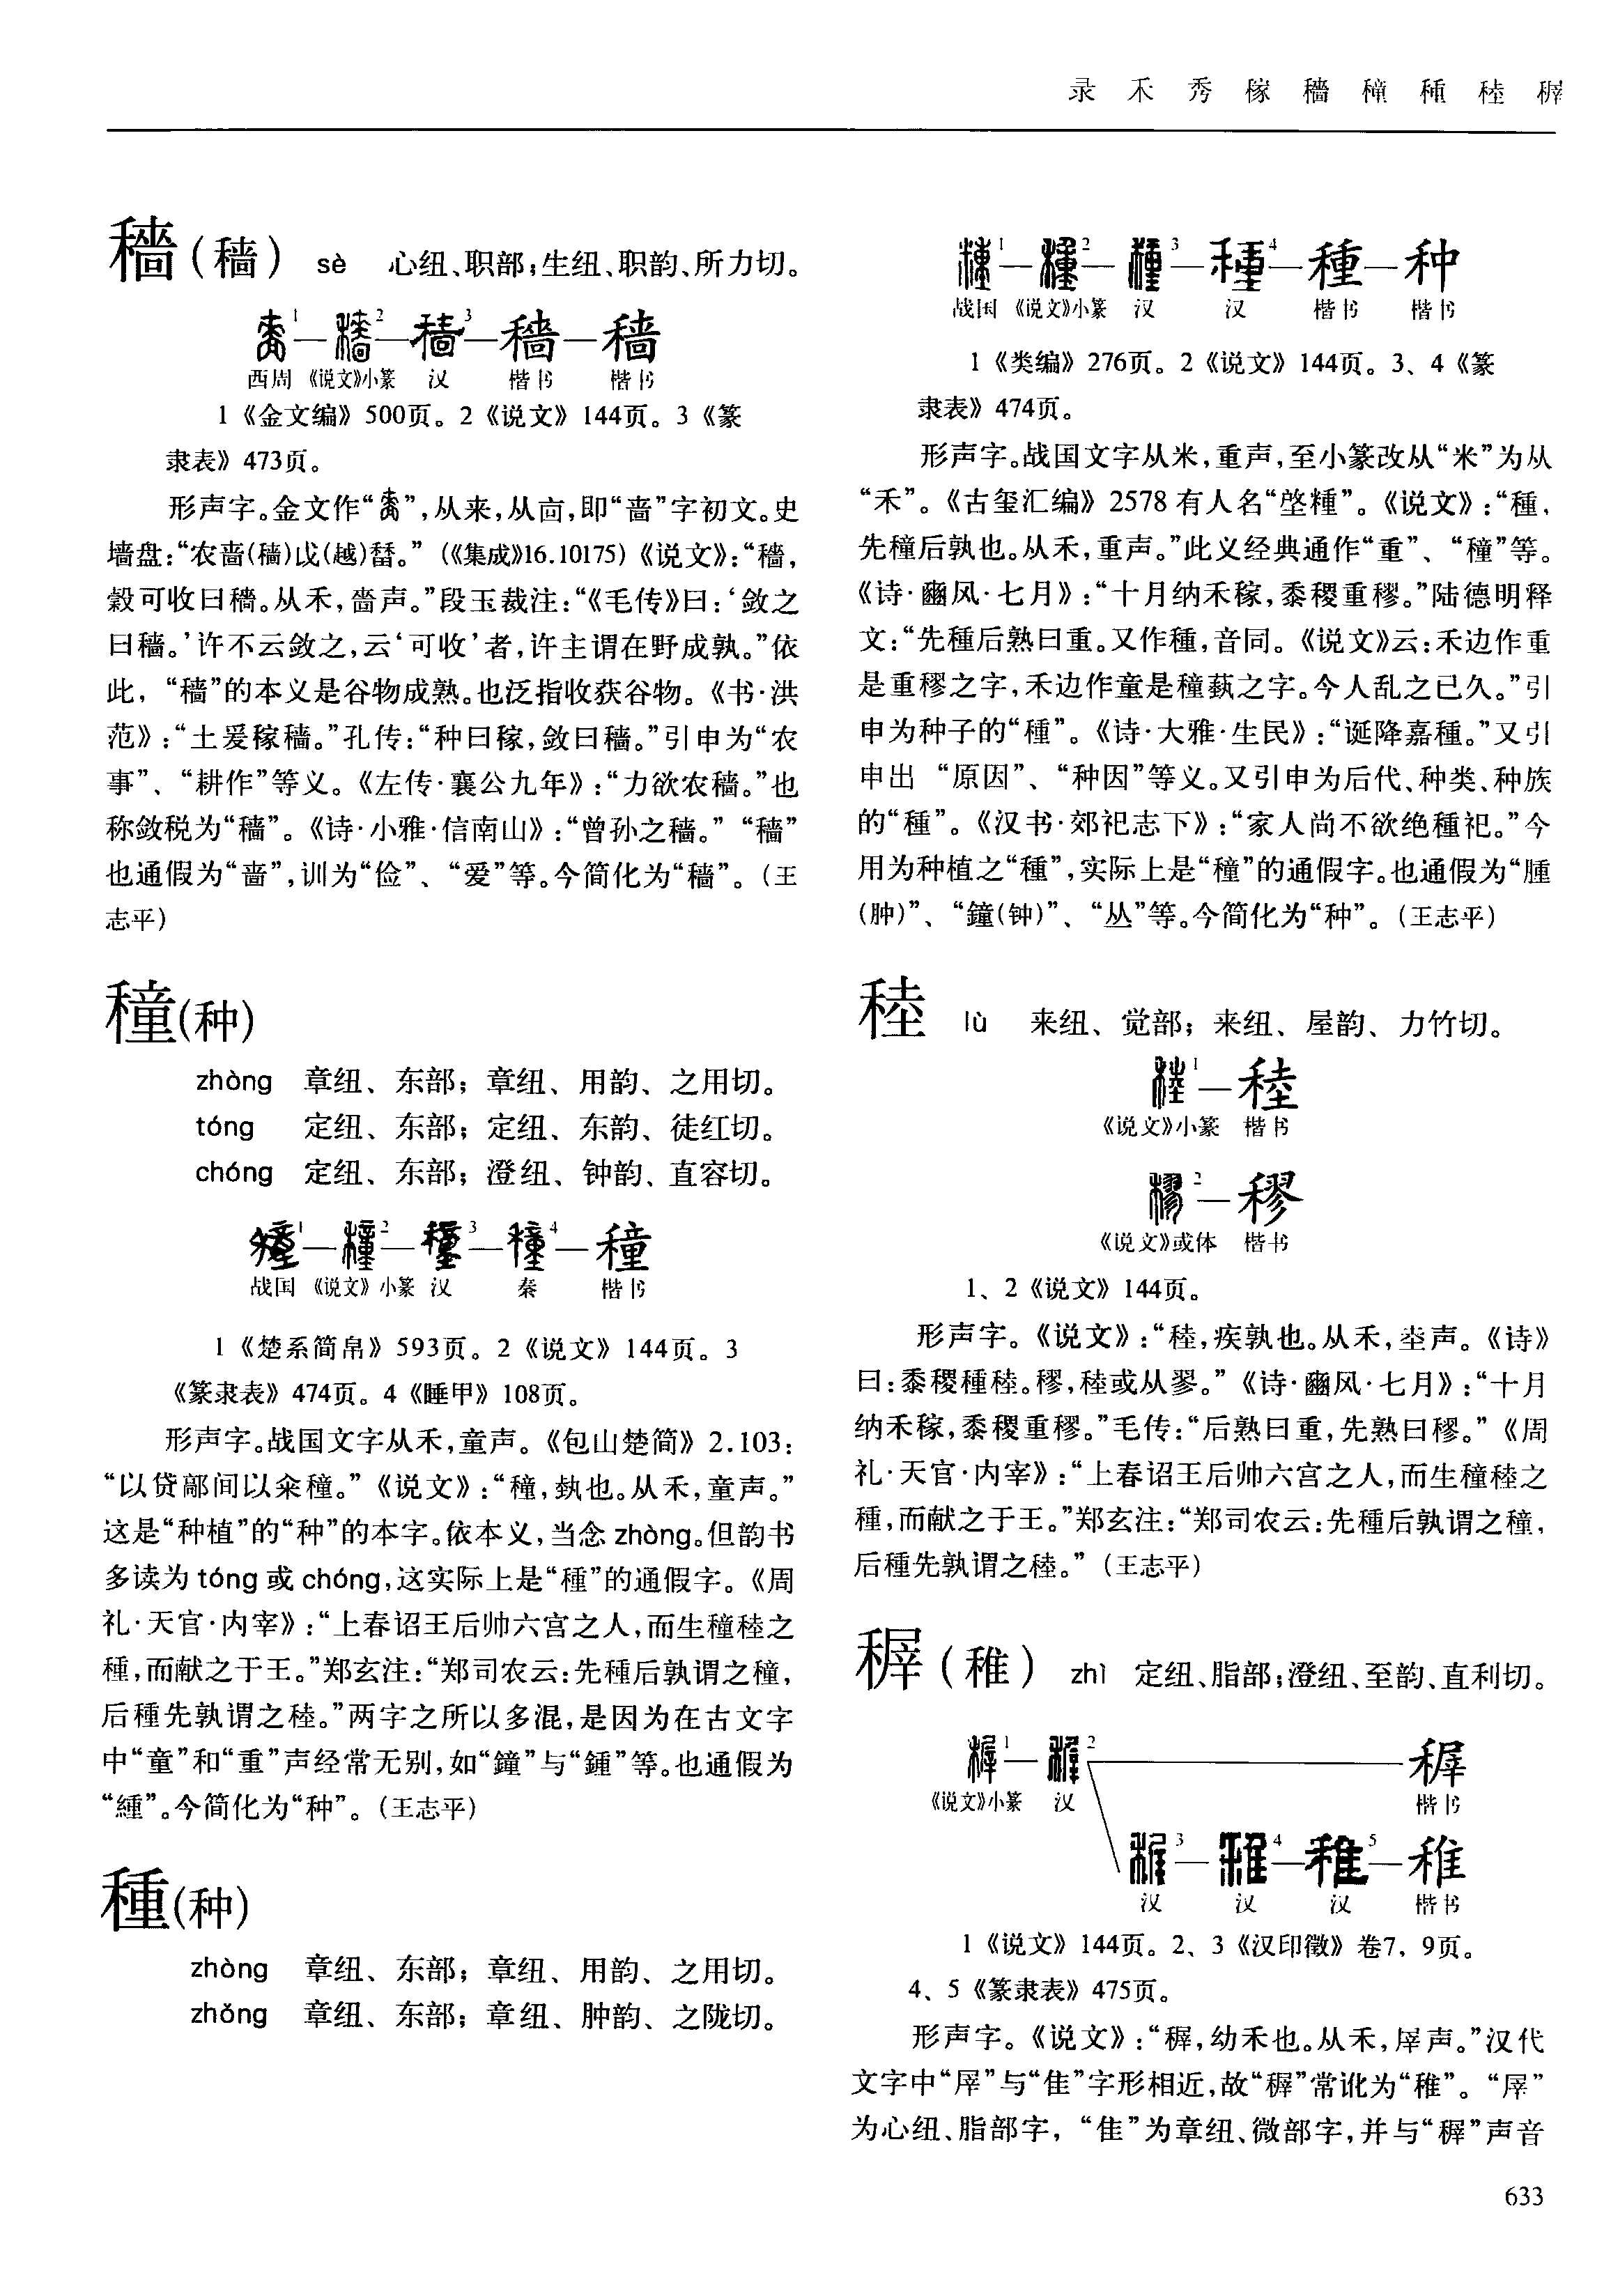 录 禾 秀 稼 穡 穜 種 稑 稺
穡(穑) sè 心纽、职部;生纽、职韵、所力切。
1 2 3 穡 穑
西周 《说文》小篆 汉 楷书 楷书
1《金文编》500页。2《说文》144页。3《篆
隶表》473页。
形声字。金文作“”,从来,从㐭,即“啬”字初文。史
墙盘:“农啬(穑)戉(越)。”(《集成》16.10175)《说文》:“穑,
穀可收曰穑。从禾,啬声。”段玉裁注:“《毛传》曰:‘敛之
曰穑。’许不云敛之,云‘可收’者,许主谓在野成孰。”依
此,“穑”的本义是谷物成熟。也泛指收获谷物。《书·洪
范》:“土爰稼穑。”孔传:“种曰稼,敛曰穑。”引申为“农
事”、“耕作”等义。《左传·襄公九年》:“力欲农穑。”也
称敛税为“穑”。《诗·小雅·信南山》:“曾孙之穑。”“穑”
也通假为“啬”,训为“俭”、“爱”等。今简化为“穑”。(王
志平)
穜(种)
zhòng 章纽、东部;章纽、用韵、之用切。
tóng 定纽、东部;定纽、东韵、徒红切。
chóng 定纽、东部;澄纽、钟韵、直容切。
1 2 3 4 穜
战国 《说文》小篆 汉 秦 楷书
1《楚系简帛》593页。2《说文》144页。3
《篆隶表》474页。4《睡甲》108页。
形声字。战国文字从禾,童声。《包山楚简》2.103:
“以贷鄗间以籴穜。”《说文》:“穜,埶也。从禾,童声。”
这是“种植”的“种”的本字。依本义,当念zhòng。但韵书
多读为tóng或chóng,这实际上是“種”的通假字。《周
礼·天官·内宰》:“上春诏王后帅六宫之人,而生穜稑之
種,而献之于王。”郑玄注:“郑司农云:先種后孰谓之穜,
后種先孰谓之稑。”两字之所以多混,是因为在古文字
中“童”和“重”声经常无别,如“鐘”与“鍾”等。也通假为
“緟”。今简化为“种”。(王志平)
種(种)
zhòng 章纽、东部;章纽、用韵、之用切。
zhǒng 章纽、东部;章纽、肿韵、之陇切。
1 2 3 4 種 种
战国 《说文》小篆 汉 汉 楷书 楷书
1《类编》276页。2《说文》144页。3、4《篆
隶表》474页。
形声字。战国文字从米,重声,至小篆改从“米”为从
“禾”。《古玺汇编》2578有人名“㙓糧”。《说文》:“種,
先穜后孰也。从禾,重声。”此义经典通作“重”、“穜”等。
《诗·豳风·七月》:“十月纳禾稼,黍稷重穋。”陆德明释
文:“先種后熟曰重。又作種,音同。《说文》云:禾边作重
是重穋之字,禾边作童是穜蓺之字。今人乱之已久。”引
申为种子的“種”。《诗·大雅·生民》:“诞降嘉種。”又引
申出“原因”、“种因”等义。又引申为后代、种类、种族
的“種”。《汉书·郊祀志下》:“家人尚不欲绝種祀。”今
用为种植之“種”,实际上是“穜”的通假字。也通假为“腫
(肿)”、“鐘(钟)”、“丛”等。今简化为“种”。(王志平)
稑 lù 来纽、觉部;来纽、屋韵、力竹切。
1 稑
《说文》小篆 楷书
2 穋
《说文》或体 楷书
1、2《说文》144页。
形声字。《说文》:“稑,疾孰也。从禾,坴声。《诗》
曰:黍稷種稑。穋,稑或从翏。”《诗·豳风·七月》:“十月
纳禾稼,黍稷重穋。”毛传:“后熟曰重,先熟曰穋。”《周
礼·天官·内宰》:“上春诏王后帅六宫之人,而生穜稑之
種,而献之于王。”郑玄注:“郑司农云:先種后孰谓之穜,
后種先孰谓之稑。”(王志平)
稺(稚) zhì 定纽、脂部;澄纽、至韵、直利切。
1 2 稺
《说文》小篆 汉 楷书
3 4 5 稚
汉 汉 汉 楷书
1《说文》144页。2、3《汉印徵》卷7,9页。
4、5《篆隶表》475页。
形声字。《说文》:“稺,幼禾也。从禾,屖声。”汉代
文字中“屖”与“隹”字形相近,故“稺”常讹为“稚”。“屖”
为心纽、脂部字,“隹”为章纽、微部字,并与“稺”声音
633